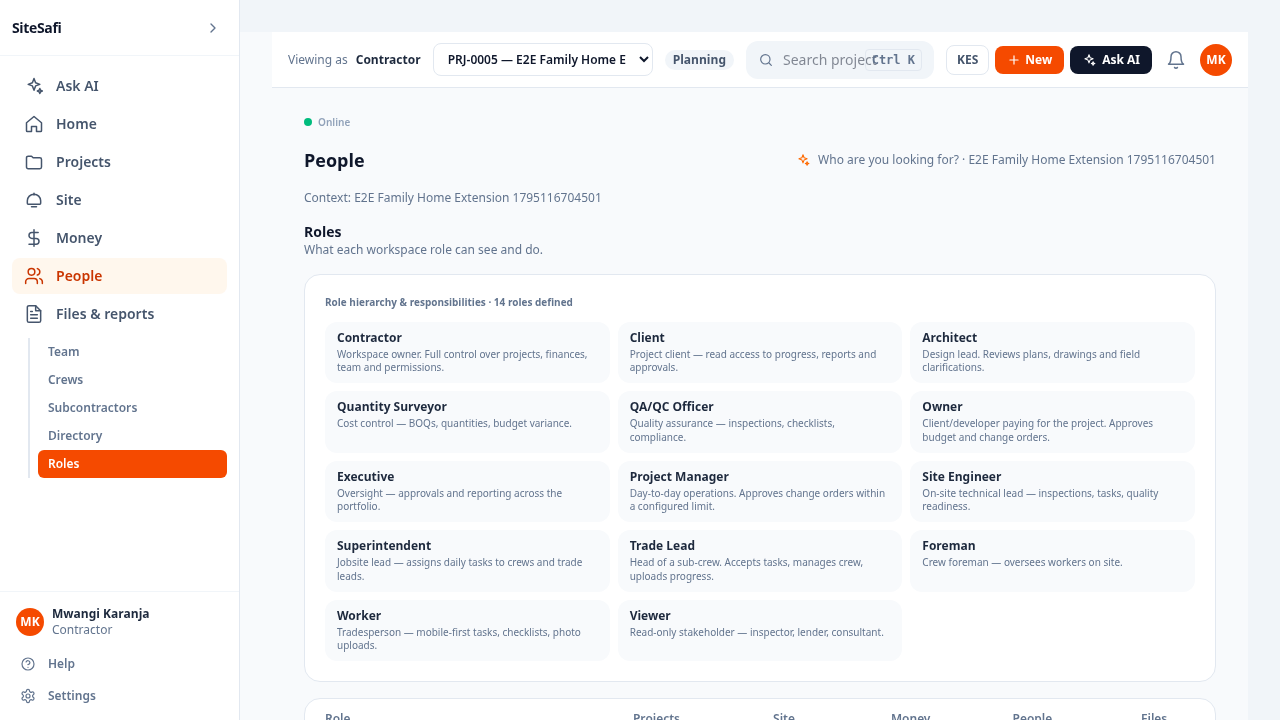 SiteSafi
Ask AI
Home
Projects
Site
Money
People
Files & reports
Team
Crews
Subcontractors
Directory
Roles
MK
Mwangi Karanja
Contractor
Help
Settings
Viewing as Contractor
PRJ-0005 — E2E Family Home E
Planning
Search project
Ctrl K
KES
New
Ask AI
MK
Online
People
Who are you looking for? · E2E Family Home Extension 1795116704501
Context: E2E Family Home Extension 1795116704501
Roles
What each workspace role can see and do.
Role hierarchy & responsibilities · 14 roles defined
Contractor
Workspace owner. Full control over projects, finances,
team and permissions.
Client
Project client — read access to progress, reports and
approvals.
Architect
Design lead. Reviews plans, drawings and field
clarifications.
Quantity Surveyor
Cost control — BOQs, quantities, budget variance.
QA/QC Officer
Quality assurance — inspections, checklists,
compliance.
Owner
Client/developer paying for the project. Approves
budget and change orders.
Executive
Oversight — approvals and reporting across the
portfolio.
Project Manager
Day-to-day operations. Approves change orders within
a configured limit.
Site Engineer
On-site technical lead — inspections, tasks, quality
readiness.
Superintendent
Jobsite lead — assigns daily tasks to crews and trade
leads.
Trade Lead
Head of a sub-crew. Accepts tasks, manages crew,
uploads progress.
Foreman
Crew foreman — oversees workers on site.
Worker
Tradesperson — mobile-first tasks, checklists, photo
uploads.
Viewer
Read-only stakeholder — inspector, lender, consultant.
Role Projects Site Money People Files